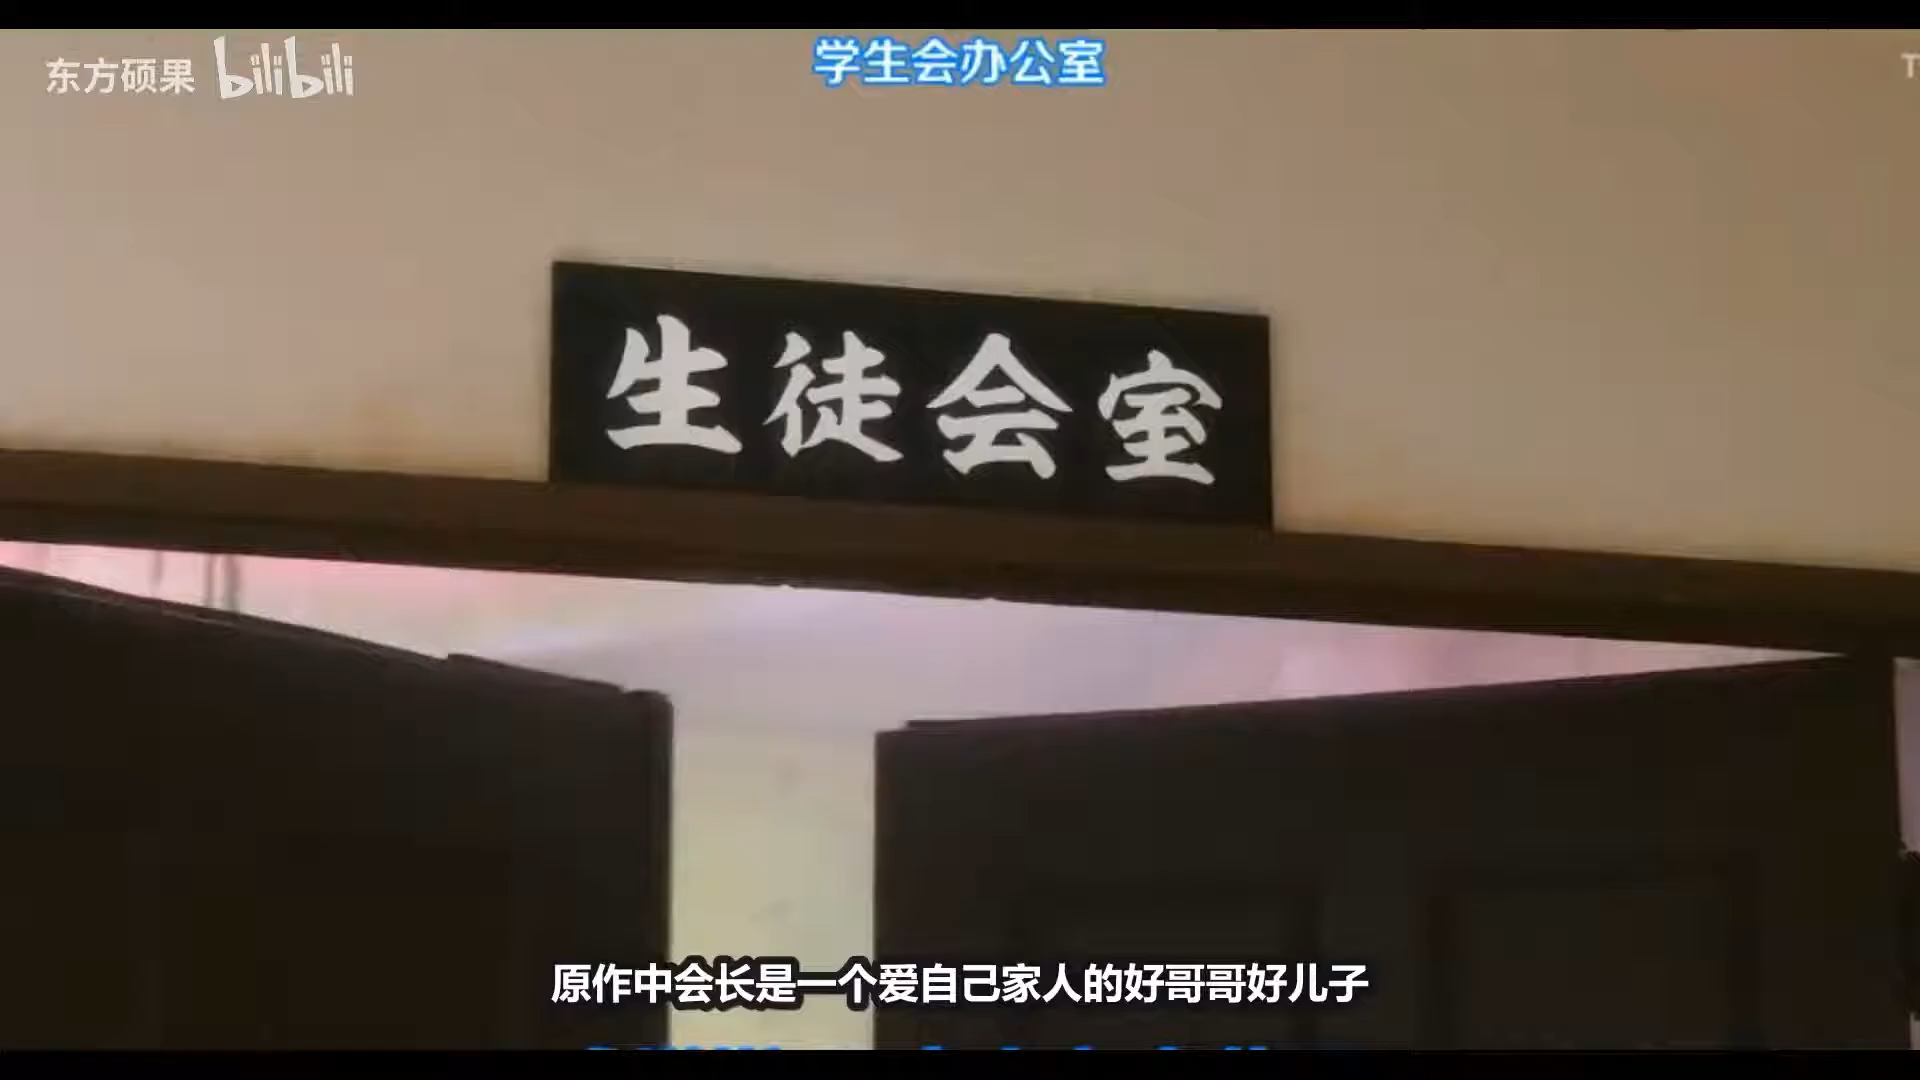 东方硕果 bilibili
学生会办公室
T
生徒会室
原作中会长是一个爱自己家人的好哥哥好儿子